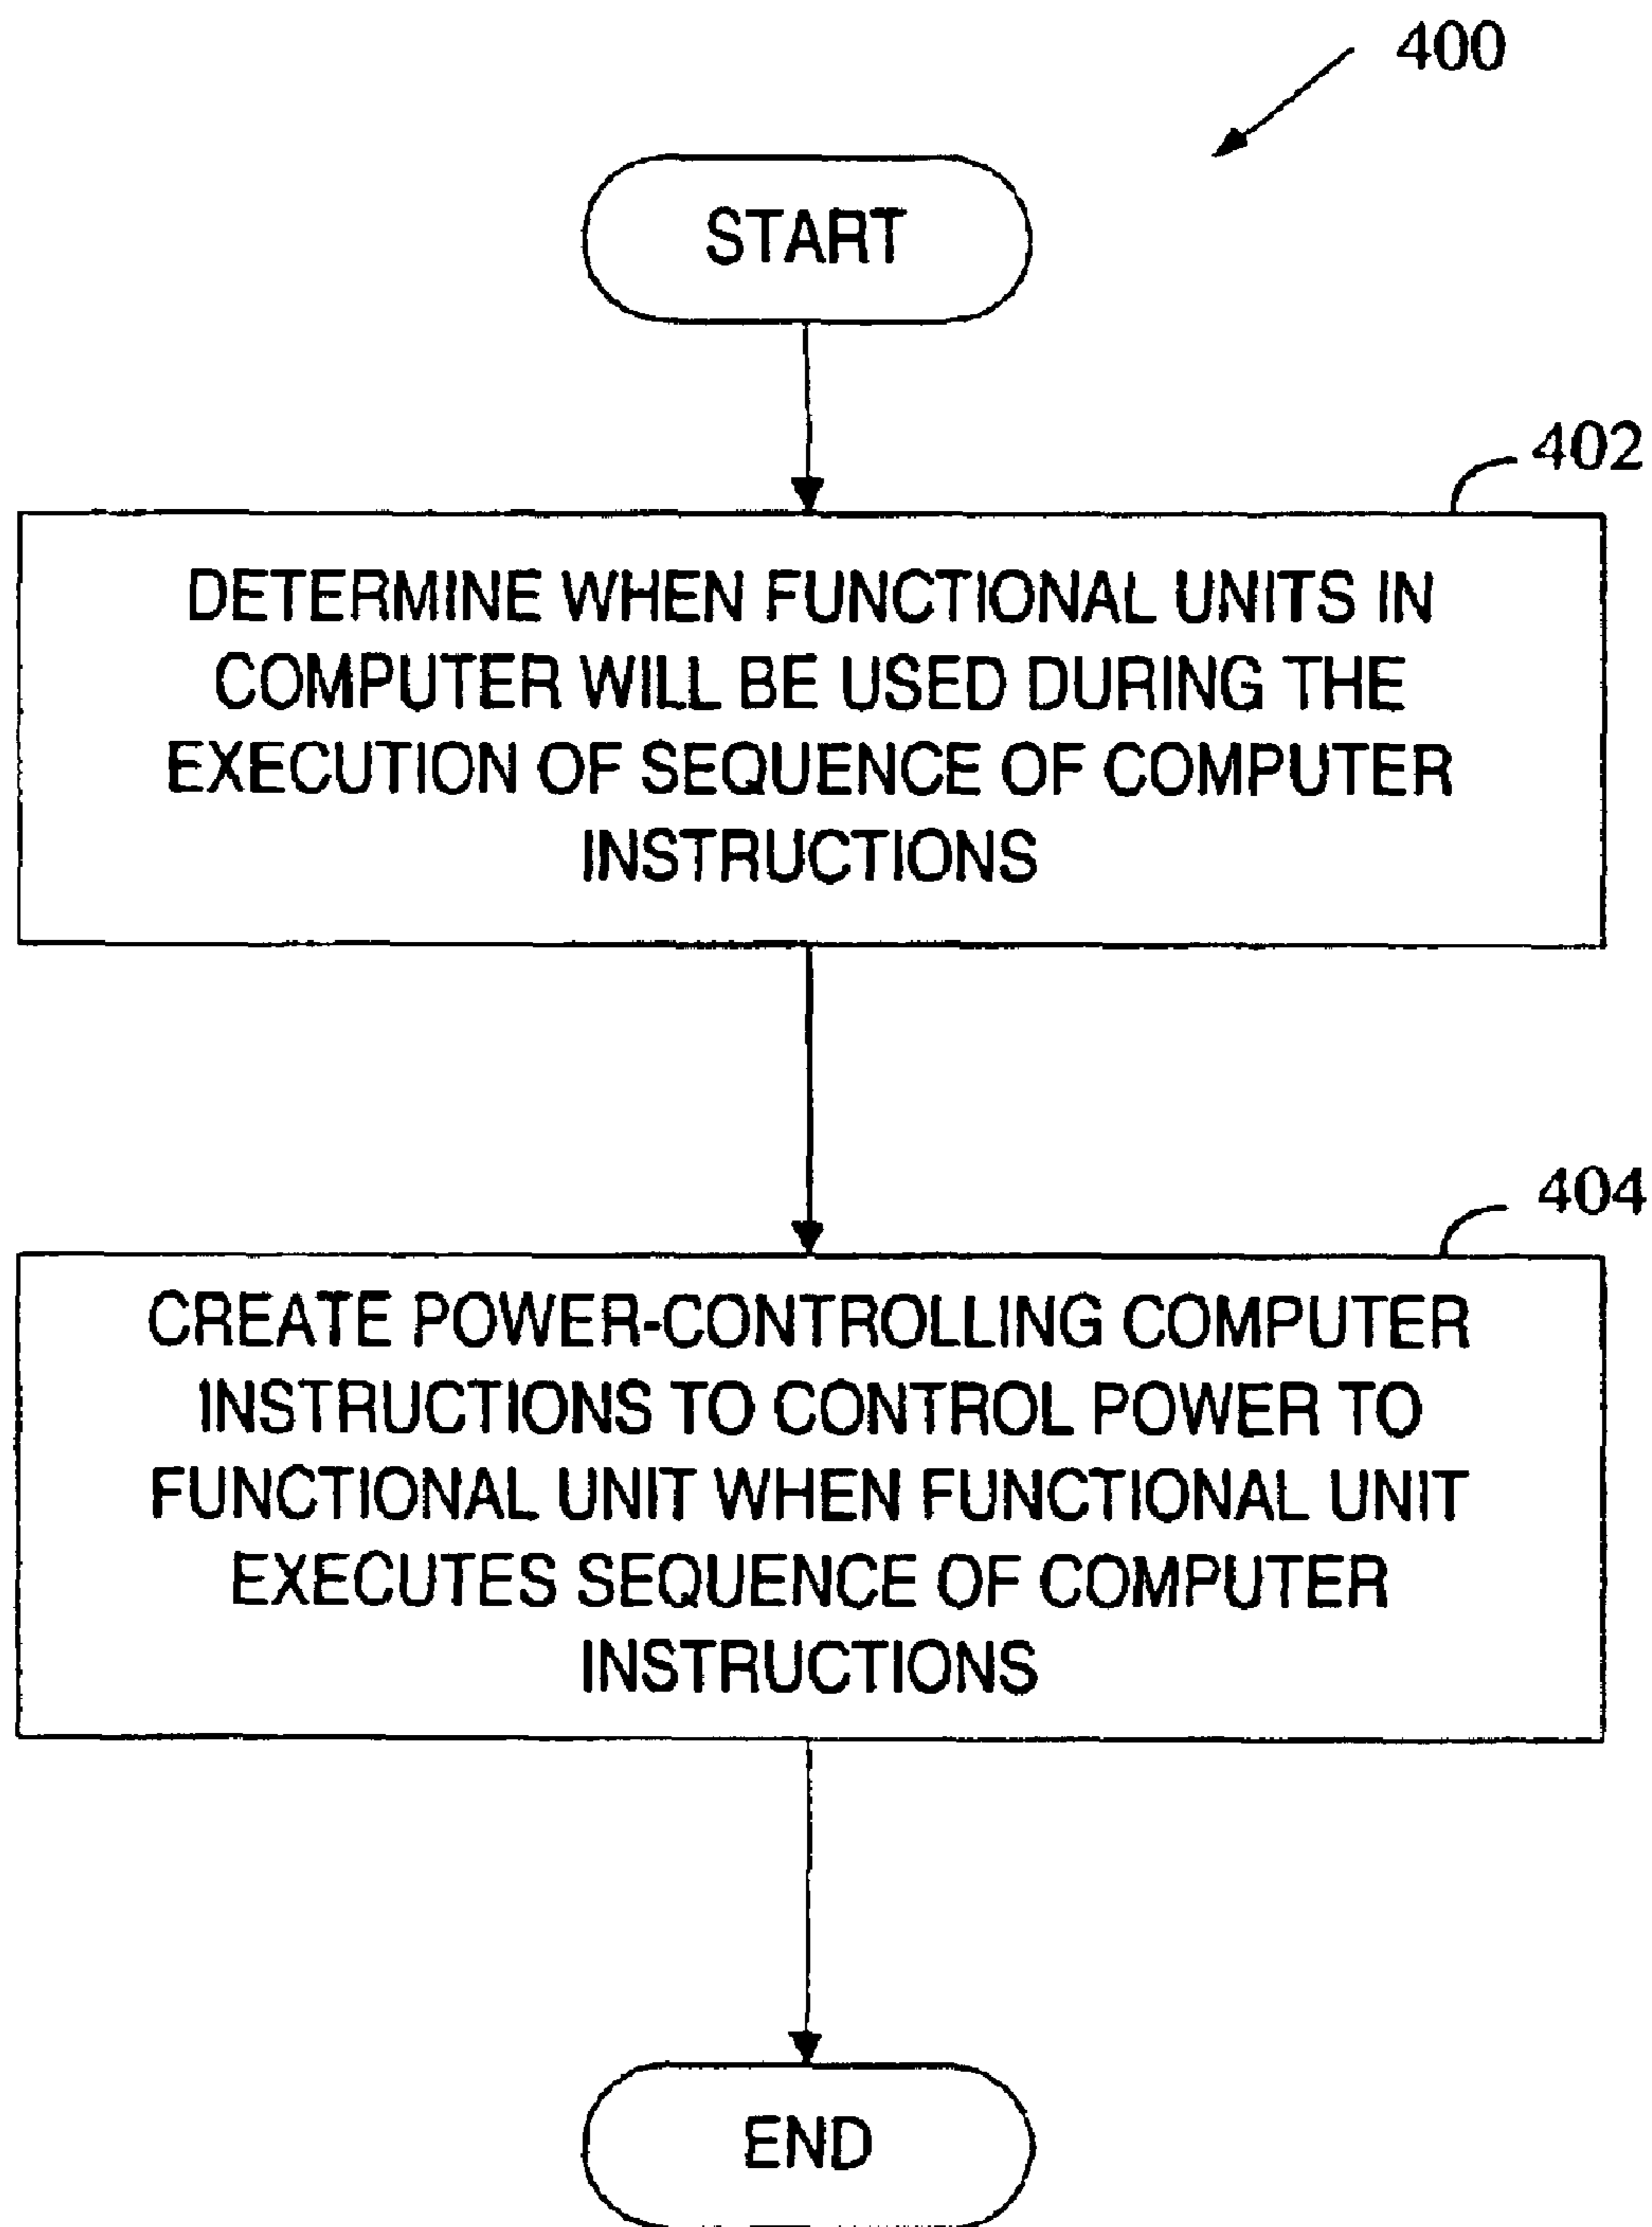 400
START
402
DETERMINE WHEN FUNCTIONAL UNITS IN
COMPUTER WILL BE USED DURING THE
EXECUTION OF SEQUENCE OF COMPUTER
INSTRUCTIONS
404
CREATE POWER-CONTROLLING COMPUTER
INSTRUCTIONS TO CONTROL POWER TO
FUNCTIONAL UNIT WHEN FUNCTIONAL UNIT
EXECUTES SEQUENCE OF COMPUTER
INSTRUCTIONS
END